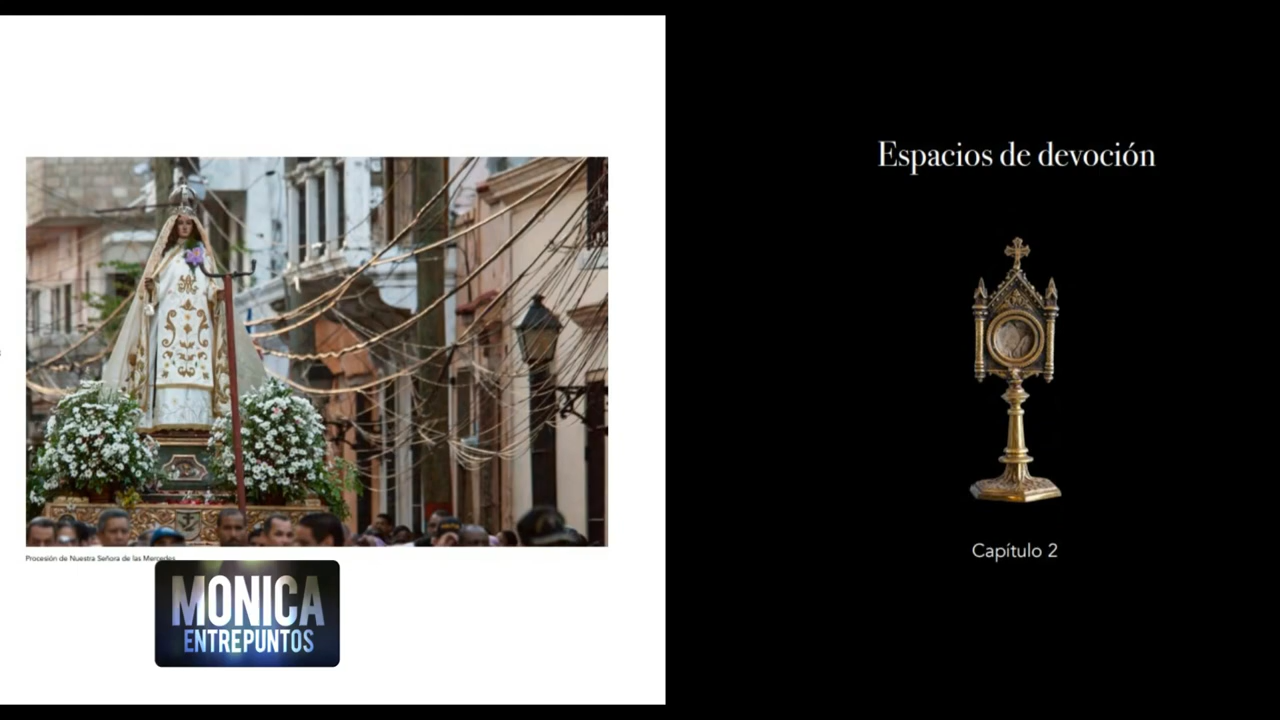 Procesión de Nuestra Señora de las Mercedes
MONICA
ENTREPUNTOS
Espacios de devoción
Capítulo 2